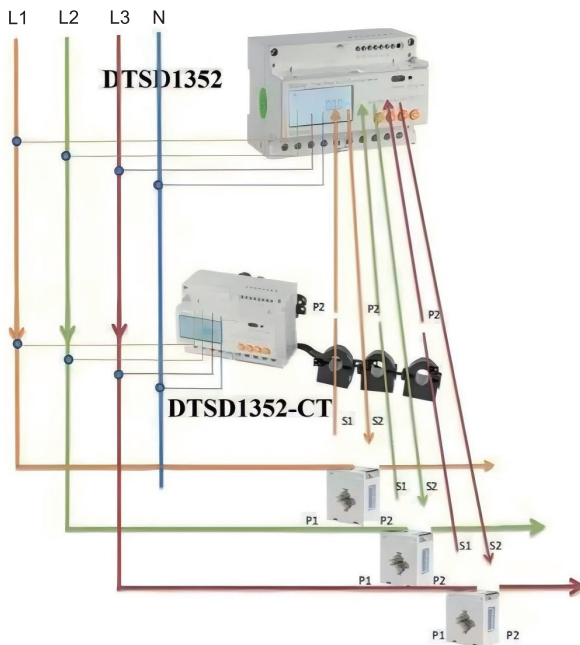 L1 L2 L3 N
DTSD1352
P2 P2 P2
DTSD1352-CT
S1 S2
S1 S2
P1 P2
S1 S2
P1 P2
P1 P2